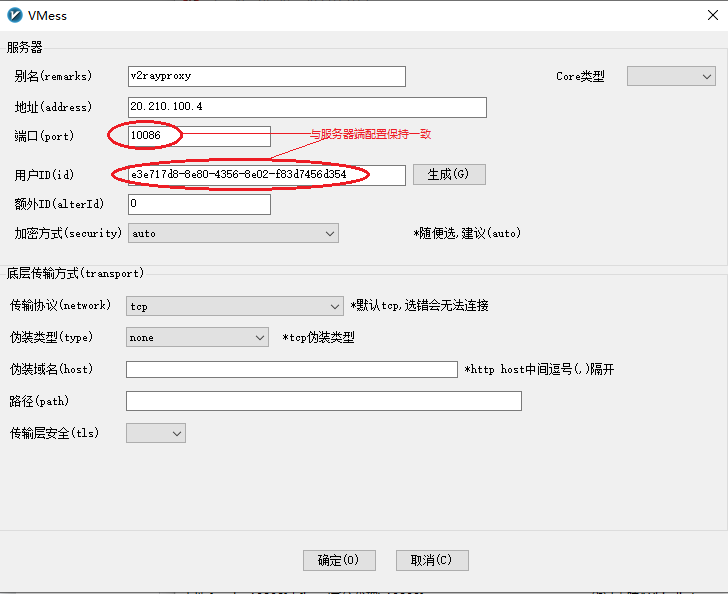 VMess
服务器
别名(remarks) v2rayproxy Core类型
地址(address) 20.210.100.4
端口(port) 10086 与服务器端配置保持一致
用户ID(id) e3e717d8-8e80-4356-8e02-f83d7456d354 生成(G)
额外ID(alterId) 0
加密方式(security) auto *随便选,建议(auto)
底层传输方式(transport)
传输协议(network) tcp *默认tcp,选错会无法连接
伪装类型(type) none *tcp伪装类型
伪装域名(host) *http host中间逗号(,)隔开
路径(path)
传输层安全(tls)
确定(O) 取消(C)